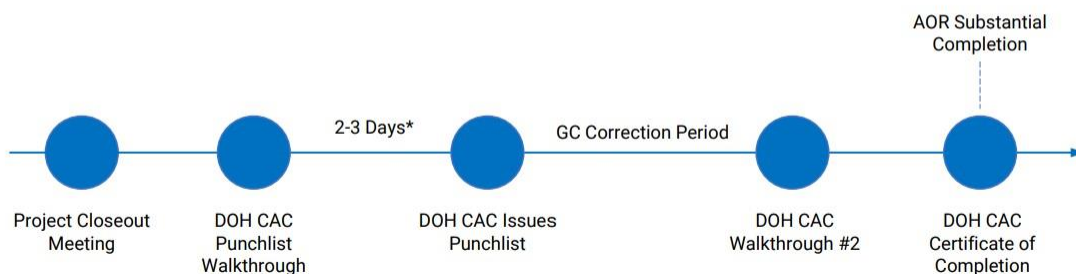 AOR Substantial
Completion
2-3 Days*
GC Correction Period
Project Closeout
Meeting
DOH CAC
Punchlist
Walkthrough
DOH CAC Issues
Punchlist
DOH CAC
Walkthrough #2
DOH CAC
Certificate of
Completion